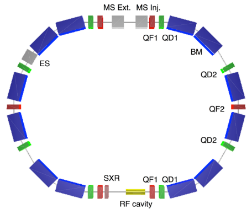 MS Ext. MS Inj.
QF1 QD1
BM
ES
QD2
QF2
QD2
SXR
QF1 QD1
RF cavity